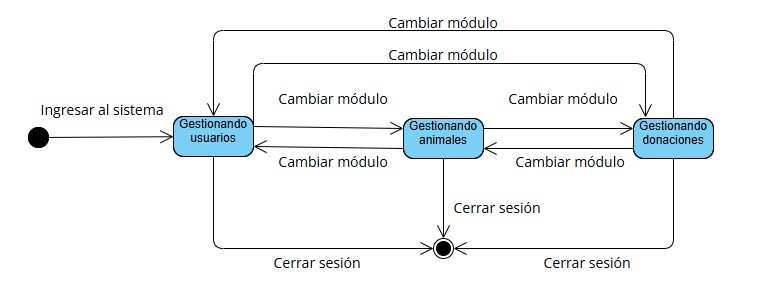 Cambiar módulo
Cambiar módulo
Ingresar al sistema
Cambiar módulo
Cambiar módulo
Gestionando
usuarios
Gestionando
animales
Gestionando
donaciones
Cambiar módulo
Cambiar módulo
Cerrar sesión
Cerrar sesión
Cerrar sesión